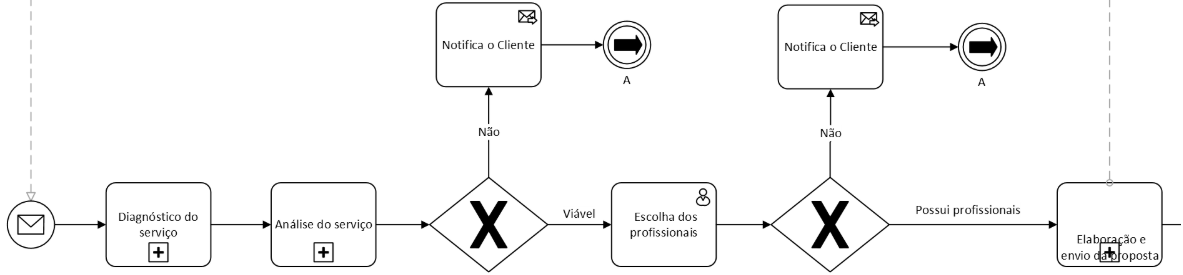 Notifica o Cliente
A
Notifica o Cliente
A
Não
Não
Diagnóstico do
serviço
Análise do serviço
Viável
Escolha dos
profissionais
Possui profissionais
Elaboração e
envio da proposta